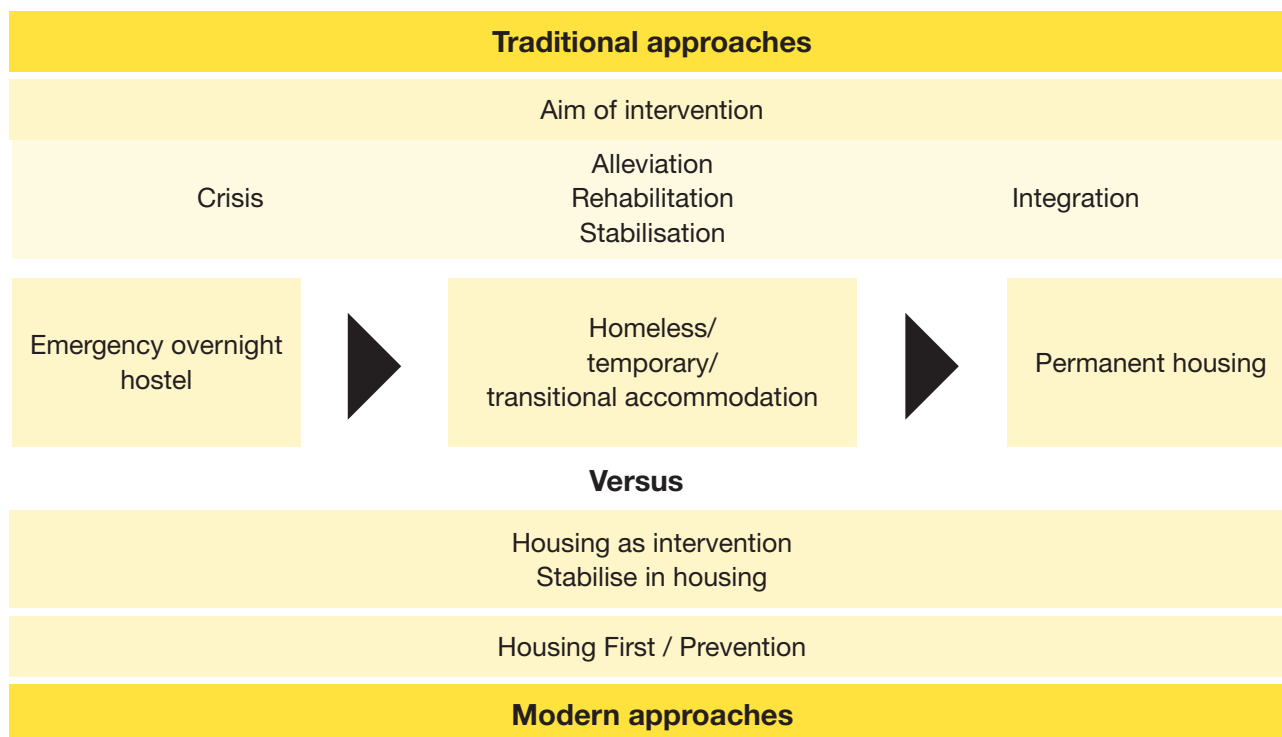 Traditional approaches
Aim of intervention
Crisis
Alleviation
Rehabilitation
Stabilisation
Integration
Emergency overnight
hostel
Homeless/
temporary/
transitional accommodation
Permanent housing
Versus
Housing as intervention
Stabilise in housing
Housing First / Prevention
Modern approaches